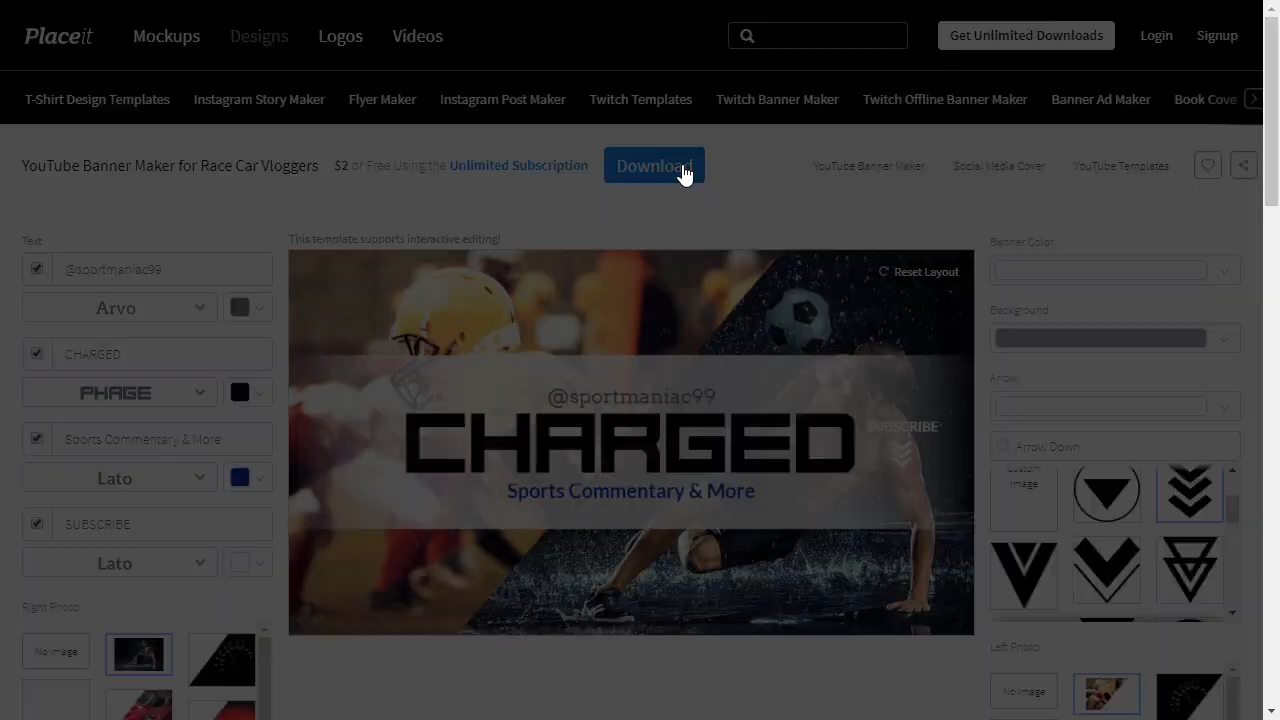 Placeit
Mockups
Designs
Logos
Videos
Get Unlimited Downloads
Login
Signup
T-Shirt Design Templates
Instagram Story Maker
Flyer Maker
Instagram Post Maker
Twitch Templates
Twitch Banner Maker
Twitch Offline Banner Maker
Banner Ad Maker
Book Cove
YouTube Banner Maker for Race Car Vloggers
$2 or Free Using the Unlimited Subscription
Download
YouTube Banner Maker
Social Media Cover
YouTube Templates
Text
@sportmaniac99
Arvo
CHARGED
PHAGE
Sports Commentary & More
Lato
SUBSCRIBE
Lato
Right Photo
No Image
This template supports interactive editing!
Reset Layout
@sportmaniac99
CHARGED
Sports Commentary & More
SUBSCRIBE
Banner Color
Background
Arrow
Arrow Down
Custom
Image
Left Photo
No Image